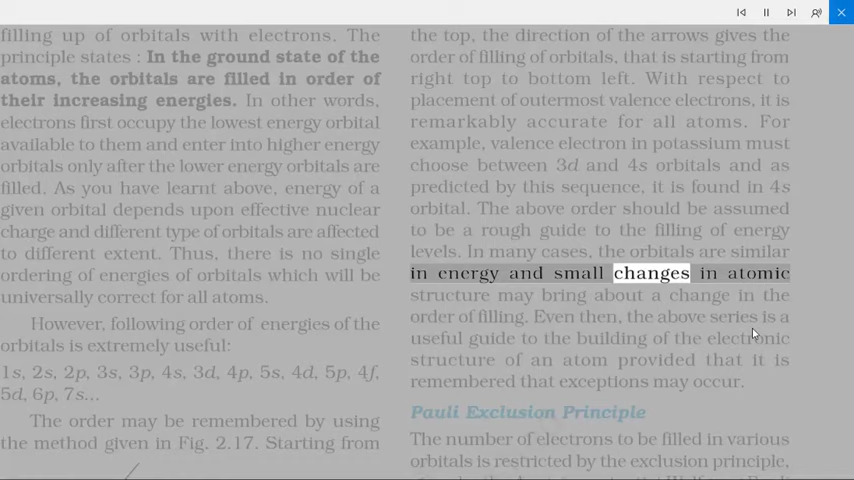 filling up of orbitals with electrons. The
principle states : In the ground state of the
atoms, the orbitals are filled in order of
their increasing energies. In other words,
electrons first occupy the lowest energy orbital
available to them and enter into higher energy
orbitals only after the lower energy orbitals are
filled. As you have learnt above, energy of a
given orbital depends upon effective nuclear
charge and different type of orbitals are affected
to different extent. Thus, there is no single
ordering of energies of orbitals which will be
universally correct for all atoms.
However, following order of energies of the
orbitals is extremely useful:
1s, 2s, 2p, 3s, 3p, 4s, 3d, 4p, 5s, 4d, 5p, 4f,
5d, 6p, 7s...
The order may be remembered by using
the method given in Fig. 2.17. Starting from
the top, the direction of the arrows gives the
order of filling of orbitals, that is starting from
right top to bottom left. With respect to
placement of outermost valence electrons, it is
remarkably accurate for all atoms. For
example, valence electron in potassium must
choose between 3d and 4s orbitals and as
predicted by this sequence, it is found in 4s
orbital. The above order should be assumed
to be a rough guide to the filling of energy
levels. In many cases, the orbitals are similar
in energy and small changes in atomic
structure may bring about a change in the
order of filling. Even then, the above series is a
useful guide to the building of the electronic
structure of an atom provided that it is
remembered that exceptions may occur.
Pauli Exclusion Principle
The number of electrons to be filled in various
orbitals is restricted by the exclusion principle,